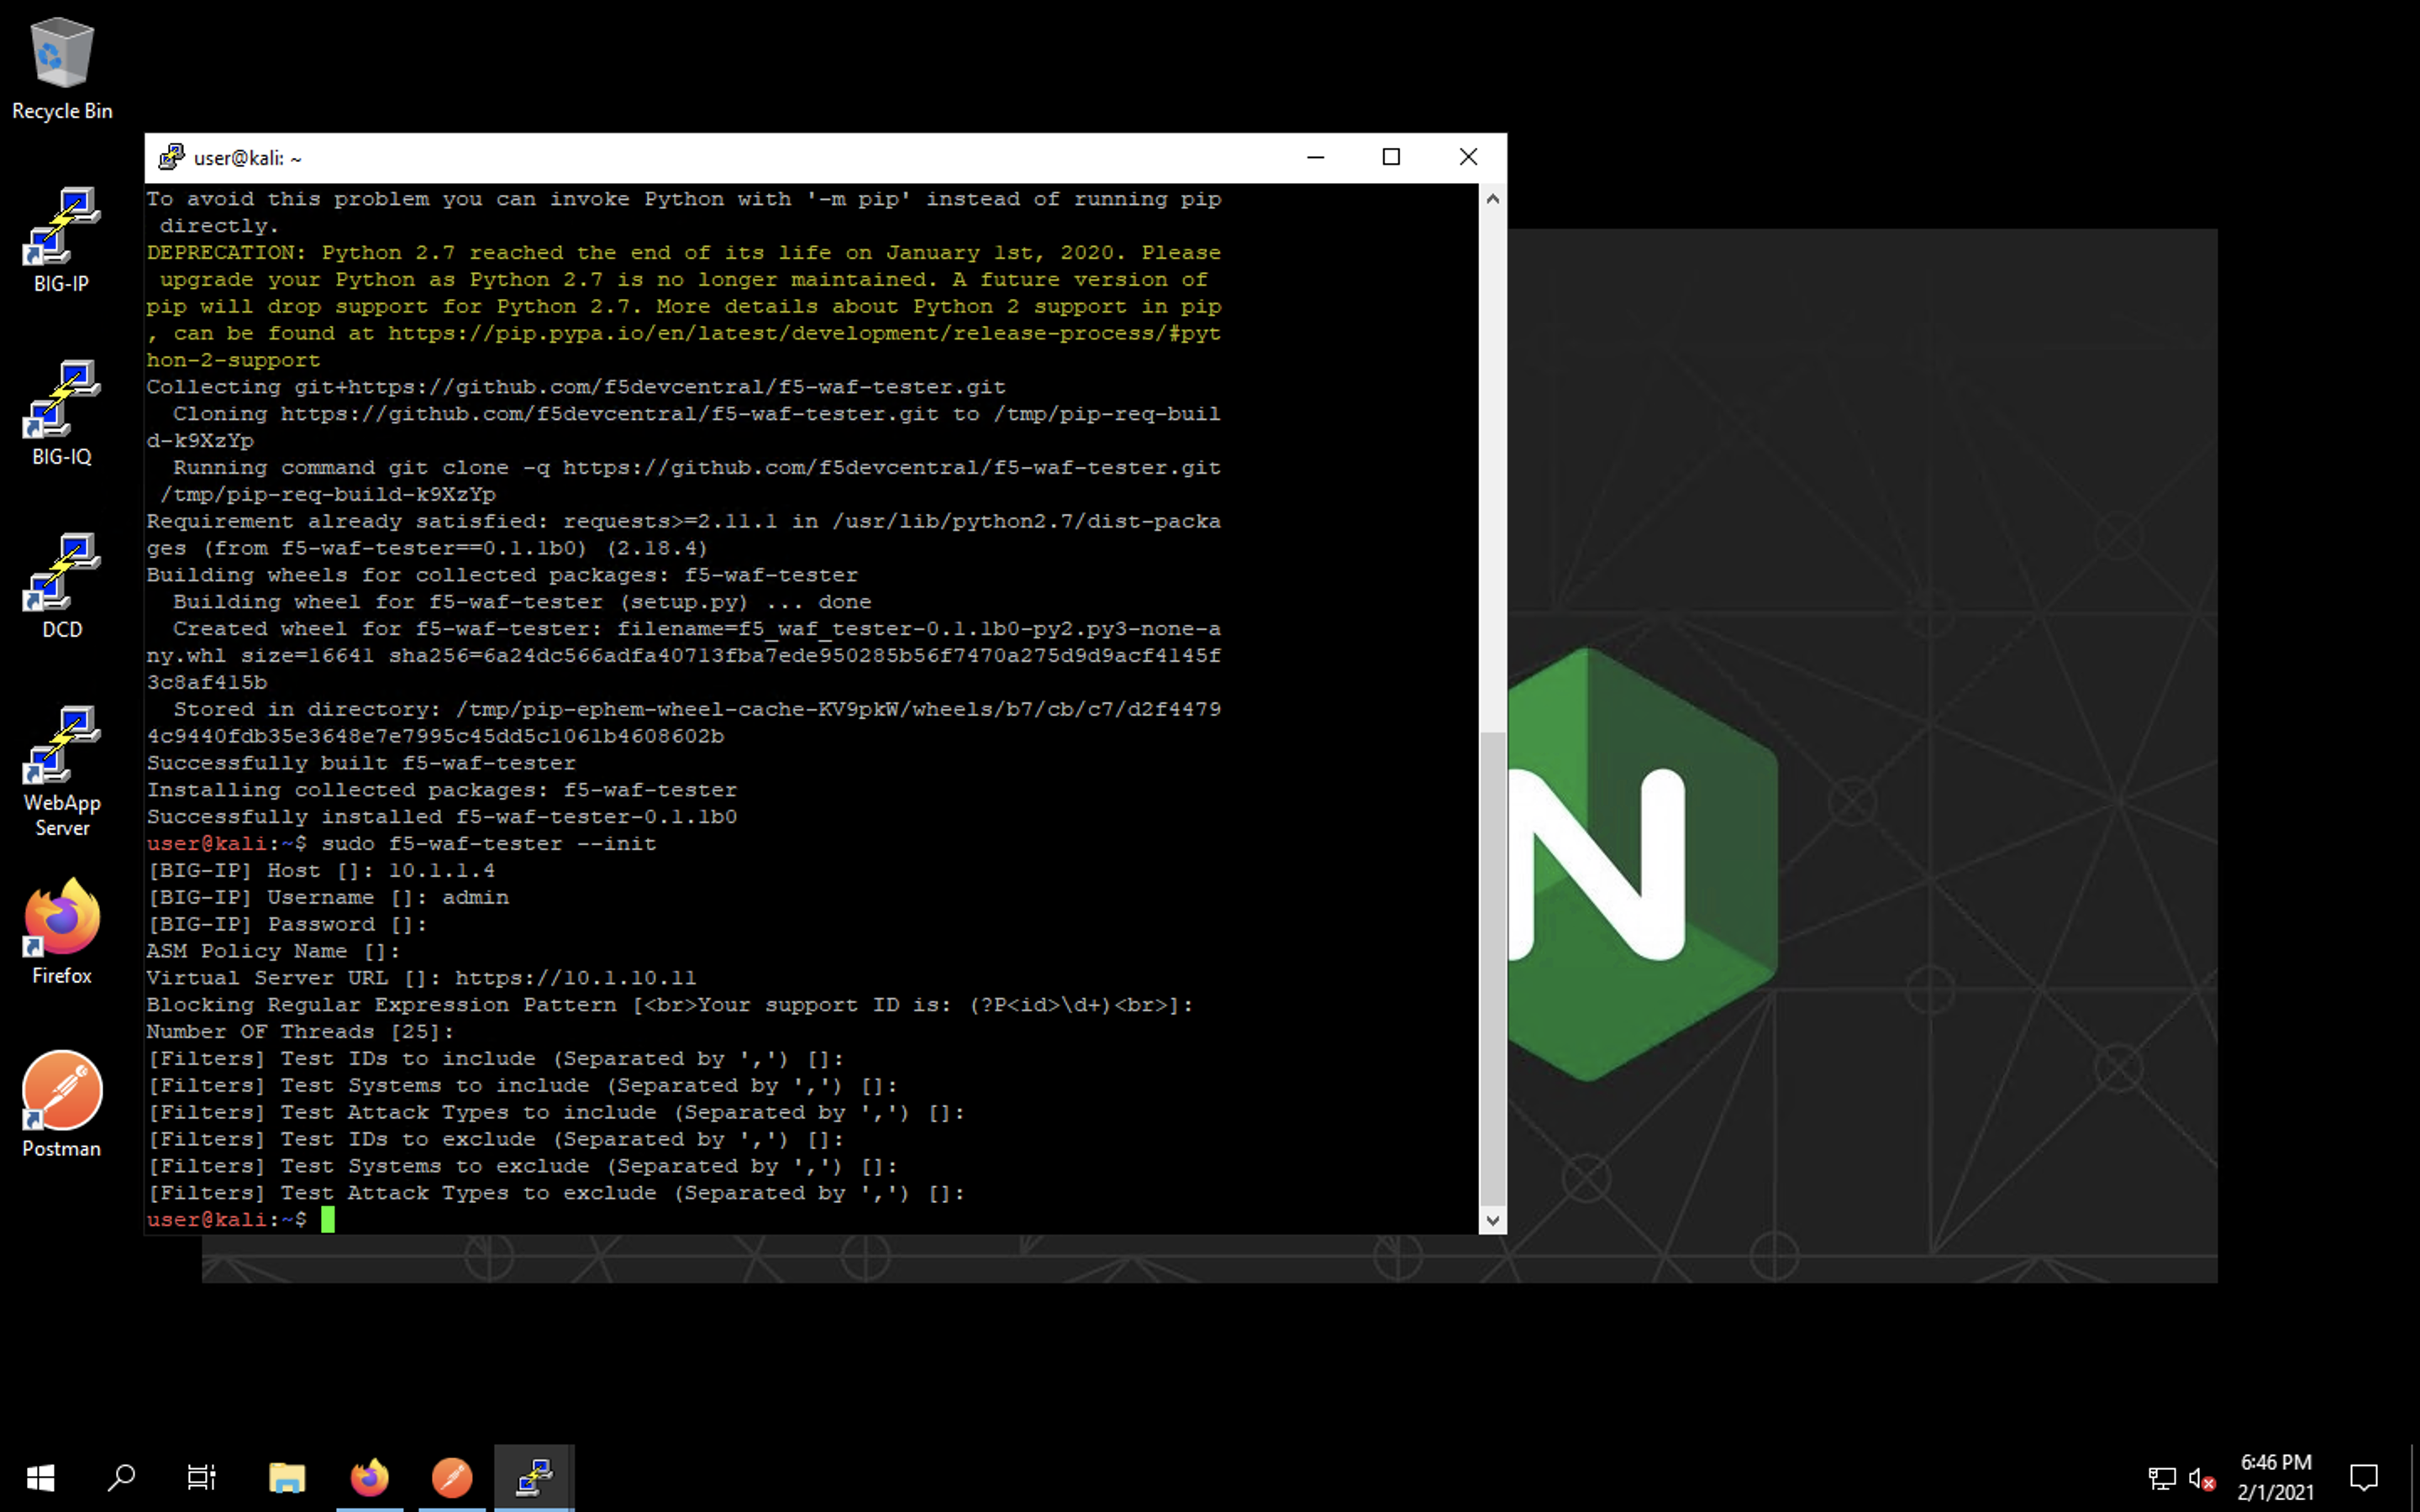 Recycle Bin
BIG-IP
BIG-IQ
DCD
WebApp
Server
Firefox
Postman
user@kali: ~
To avoid this problem you can invoke Python with '-m pip' instead of running pip
 directly.
DEPRECATION: Python 2.7 reached the end of its life on January 1st, 2020. Please
 upgrade your Python as Python 2.7 is no longer maintained. A future version of
pip will drop support for Python 2.7. More details about Python 2 support in pip
, can be found at https://pip.pypa.io/en/latest/development/release-process/#pyt
hon-2-support
Collecting git+https://github.com/f5devcentral/f5-waf-tester.git
  Cloning https://github.com/f5devcentral/f5-waf-tester.git to /tmp/pip-req-buil
d-k9XzYp
  Running command git clone -q https://github.com/f5devcentral/f5-waf-tester.git
 /tmp/pip-req-build-k9XzYp
Requirement already satisfied: requests>=2.11.1 in /usr/lib/python2.7/dist-packa
ges (from f5-waf-tester==0.1.1b0) (2.18.4)
Building wheels for collected packages: f5-waf-tester
  Building wheel for f5-waf-tester (setup.py) ... done
  Created wheel for f5-waf-tester: filename=f5_waf_tester-0.1.1b0-py2.py3-none-a
ny.whl size=16641 sha256=6a24dc566adfa40713fba7ede950285b56f7470a275d9d9acf4145f
3c8af415b
  Stored in directory: /tmp/pip-ephem-wheel-cache-KV9pkW/wheels/b7/cb/c7/d2f4479
4c9440fdb35e3648e7e7995c45dd5c1061b4608602b
Successfully built f5-waf-tester
Installing collected packages: f5-waf-tester
Successfully installed f5-waf-tester-0.1.1b0
user@kali:~$ sudo f5-waf-tester --init
[BIG-IP] Host []: 10.1.1.4
[BIG-IP] Username []: admin
[BIG-IP] Password []:
ASM Policy Name []:
Virtual Server URL []: https://10.1.10.11
Blocking Regular Expression Pattern [<br>Your support ID is: (?P<id>\d+)<br>]:
Number OF Threads [25]:
[Filters] Test IDs to include (Separated by ',') []:
[Filters] Test Systems to include (Separated by ',') []:
[Filters] Test Attack Types to include (Separated by ',') []:
[Filters] Test IDs to exclude (Separated by ',') []:
[Filters] Test Systems to exclude (Separated by ',') []:
[Filters] Test Attack Types to exclude (Separated by ',') []:
user@kali:~$
N
6:46 PM
2/1/2021